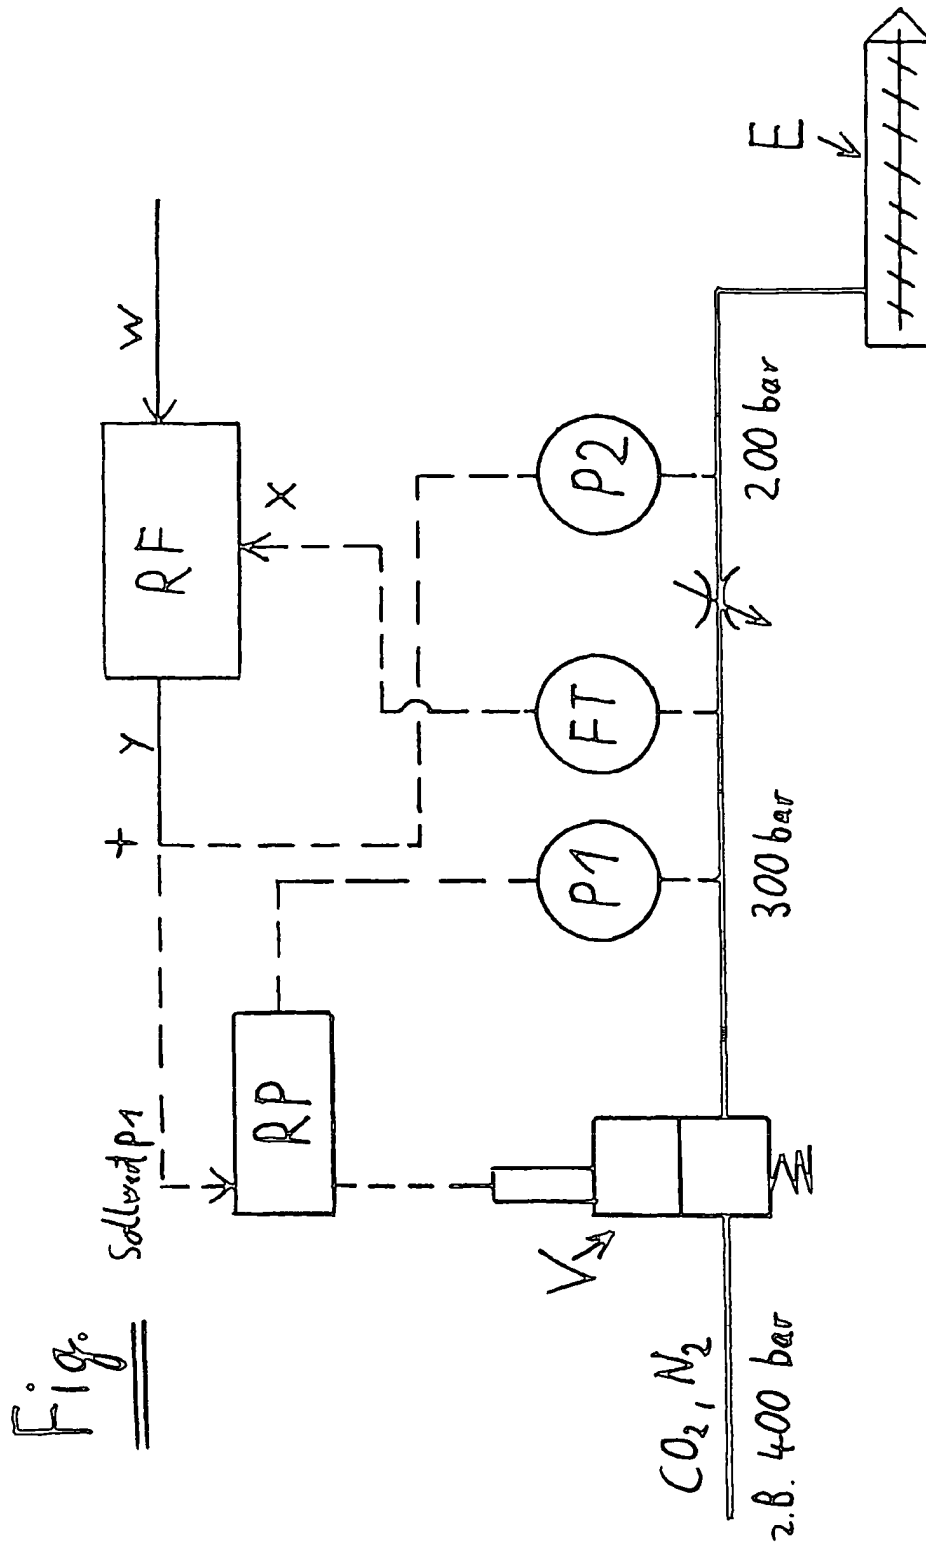 Fig.
Sollwert P1
+
Y
RF
W
X
RP
P1
FT
P2
V
E
CO2, N2
z.B. 400 bar
300 bar
200 bar